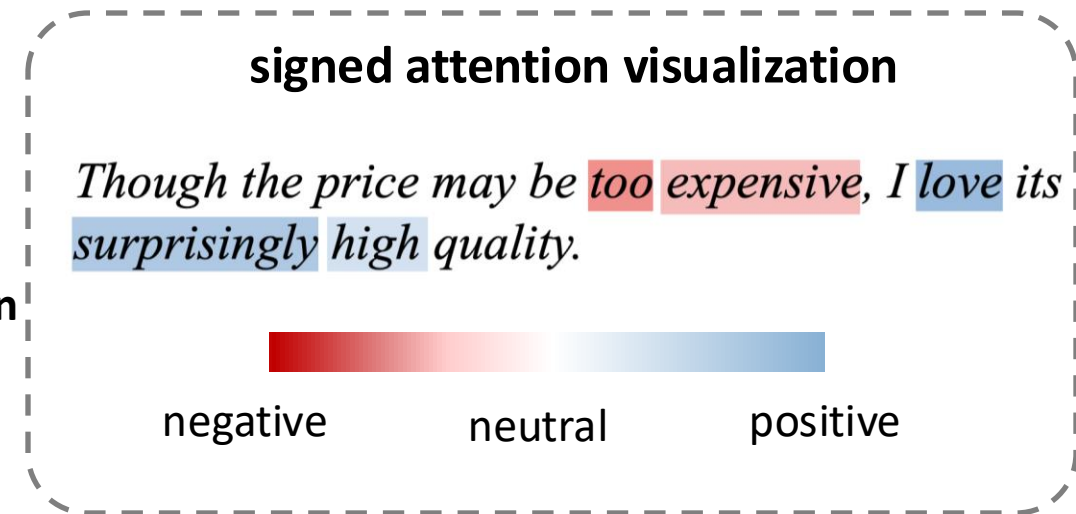 signed attention visualization
Though the price may be too expensive, I love its
surprisingly high quality.
n
negative neutral positive